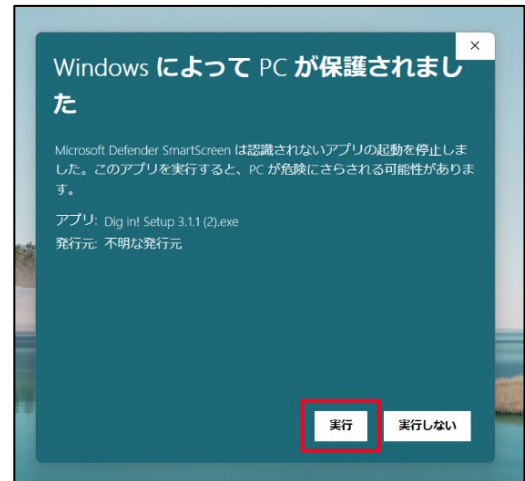 Windows によって PC が保護されまし
た
Microsoft Defender SmartScreen は認識されないアプリの起動を停止しま
した。このアプリを実行すると、PC が危険にさらされる可能性がありま
す。
アプリ: Dig in! Setup 3.1.1 (2).exe
発行元: 不明な発行元
実行 実行しない